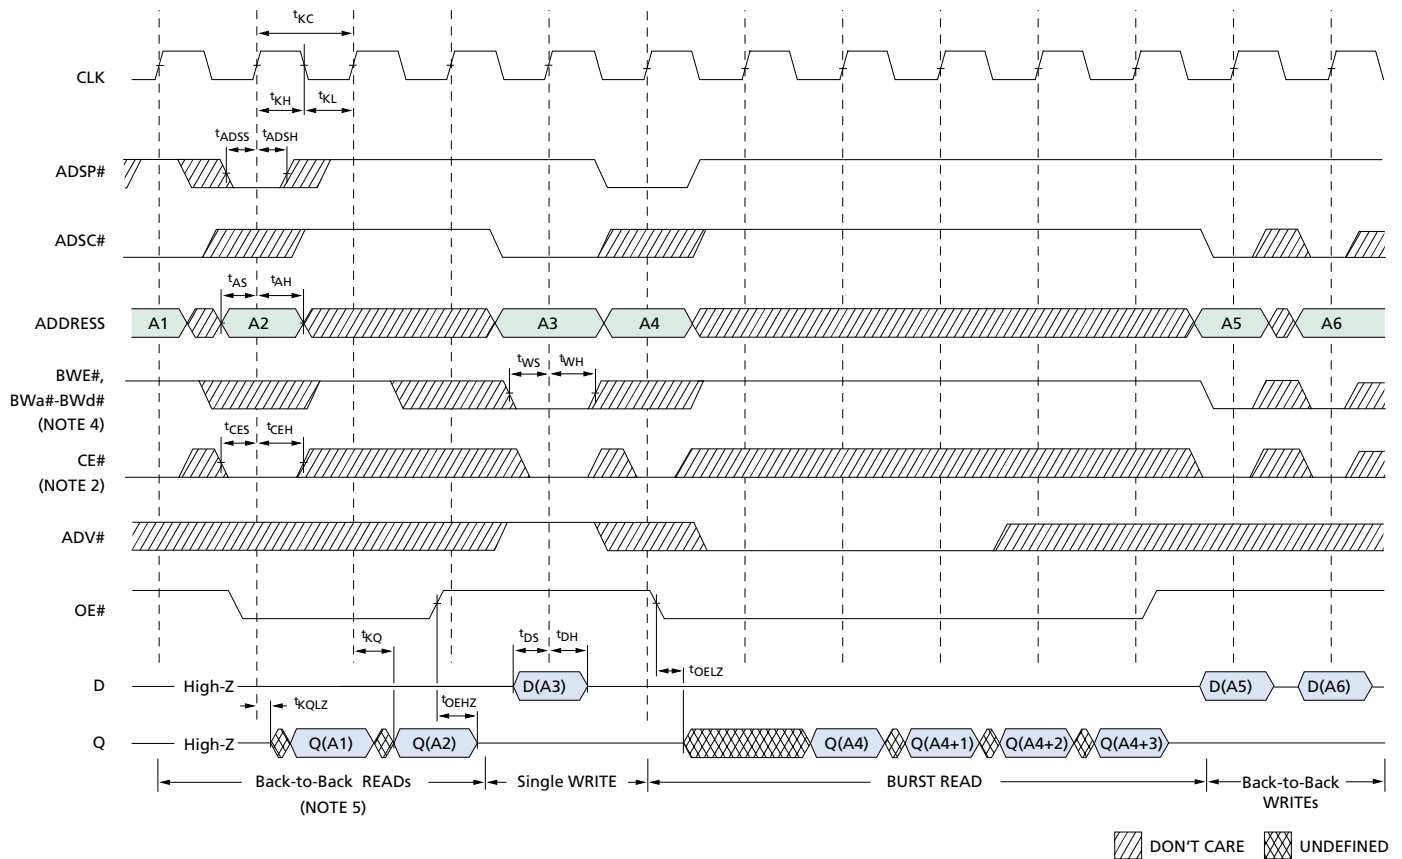 tKC
CLK
tKH
tKL
tADSS
tADSH
ADSP#
ADSC#
tAS
tAH
ADDRESS
A1
A2
A3
A4
A5
A6
BWE#,
BWa#-BWd#
(NOTE 4)
tWS
tWH
tCES
tCEH
CE#
(NOTE 2)
ADV#
OE#
tKQ
tDS
tDH
tOELZ
D
High-Z
D(A3)
D(A5)
D(A6)
tKQLZ
tOEHZ
Q
High-Z
Q(A1)
Q(A2)
Q(A4)
Q(A4+1)
Q(A4+2)
Q(A4+3)
Back-to-Back READs
(NOTE 5)
Single WRITE
BURST READ
Back-to-Back
WRITEs
DON'T CARE
UNDEFINED